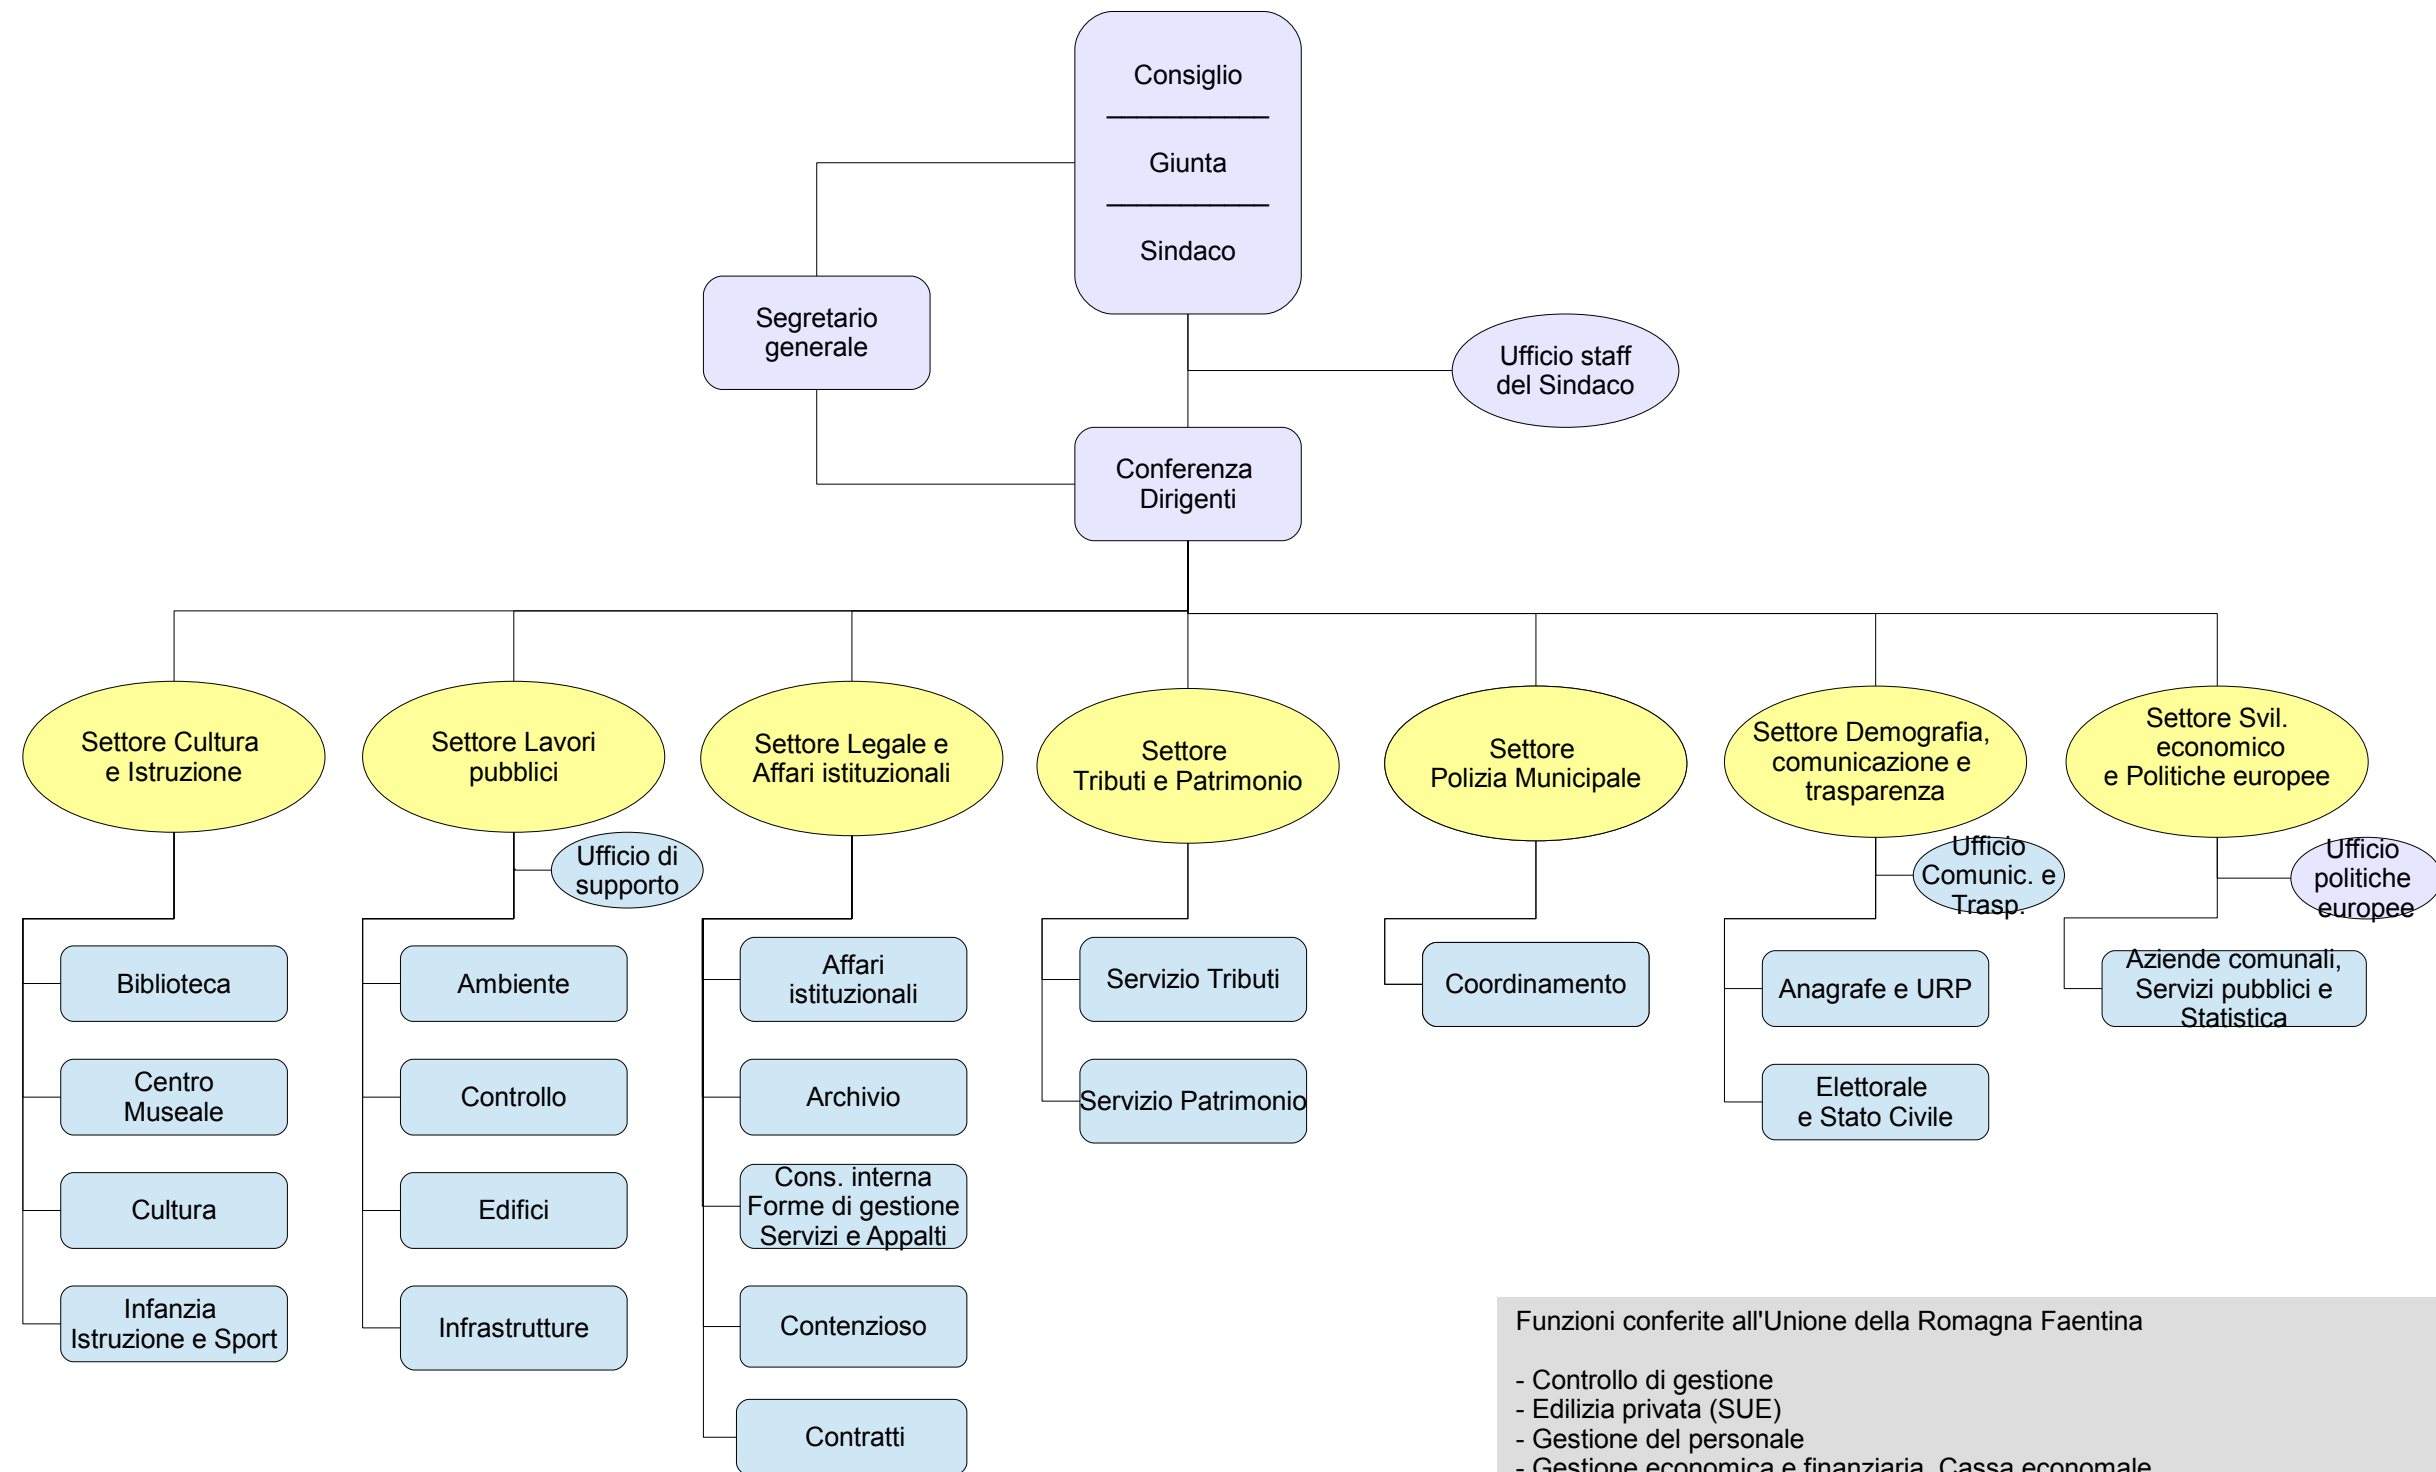 Consiglio
Giunta
Sindaco
Segretario
generale
Ufficio staff
del Sindaco
Conferenza
Dirigenti
Settore Cultura
e Istruzione
Settore Lavori
pubblici
Settore Legale e
Affari istituzionali
Settore
Tributi e Patrimonio
Settore
Polizia Municipale
Settore Demografia,
comunicazione e
trasparenza
Settore Svil.
economico
e Politiche europee
Ufficio di
supporto
Ufficio
Comunic. e
Trasp.
Ufficio
politiche
europee
Biblioteca
Centro
Museale
Cultura
Infanzia
Istruzione e Sport
Ambiente
Controllo
Edifici
Infrastrutture
Affari
istituzionali
Archivio
Cons. interna
Forme di gestione
Servizi e Appalti
Contenzioso
Contratti
Servizio Tributi
Servizio Patrimonio
Coordinamento
Anagrafe e URP
Elettorale
e Stato Civile
Aziende comunali,
Servizi pubblici e
Statistica
Funzioni conferite all'Unione della Romagna Faentina
- Controllo di gestione
- Edilizia privata (SUE)
- Gestione del personale
- Gestione economica e finanziaria, Cassa economale